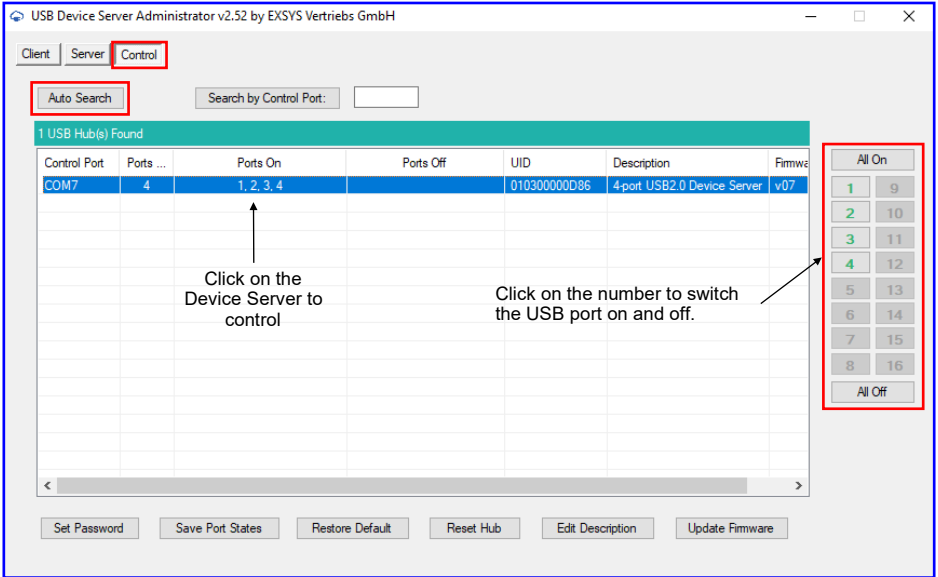 USB Device Server Administrator v2.52 by EXSYS Vertriebs GmbH
Client Server Control
Auto Search Search by Control Port:
1 USB Hub(s) Found
Control Port Ports ... Ports On Ports Off UID Description Firmwa
COM7 4 1, 2, 3, 4 010300000D86 4-port USB2.0 Device Server v07
Click on the
Device Server to
control
Click on the number to switch
the USB port on and off.
All On
1 9
2 10
3 11
4 12
5 13
6 14
7 15
8 16
All Off
Set Password Save Port States Restore Default Reset Hub Edit Description Update Firmware